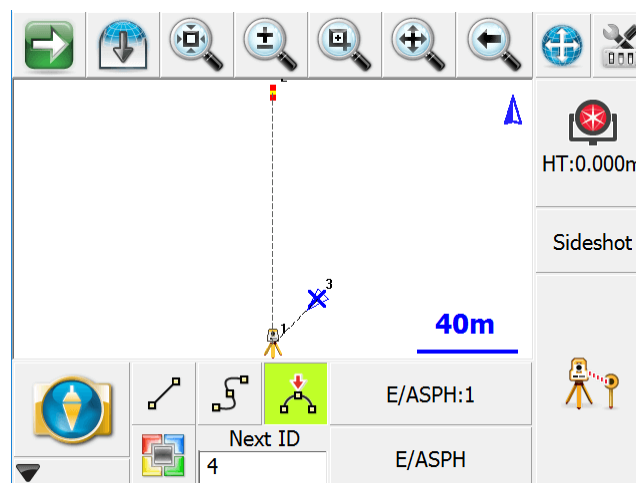 3
1
40m
HT:0.000m
Sideshot
E/ASPH:1
Next ID
4
E/ASPH